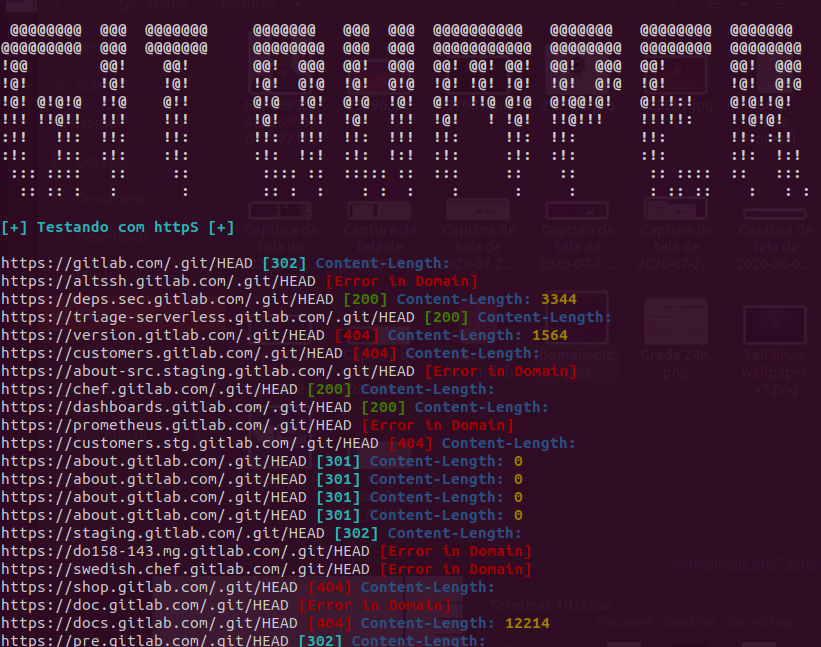 [+] Testando com httpS [+]
https://gitlab.com/.git/HEAD [302] Content-Length:
https://altssh.gitlab.com/.git/HEAD [Error in Domain]
https://deps.sec.gitlab.com/.git/HEAD [200] Content-Length: 3344
https://triage-serverless.gitlab.com/.git/HEAD [200] Content-Length:
https://version.gitlab.com/.git/HEAD [404] Content-Length: 1564
https://customers.gitlab.com/.git/HEAD [404] Content-Length:
https://about-src.staging.gitlab.com/.git/HEAD [Error in Domain]
https://chef.gitlab.com/.git/HEAD [200] Content-Length:
https://dashboards.gitlab.com/.git/HEAD [200] Content-Length:
https://prometheus.gitlab.com/.git/HEAD [Error in Domain]
https://customers.stg.gitlab.com/.git/HEAD [404] Content-Length:
https://about.gitlab.com/.git/HEAD [301] Content-Length: 0
https://about.gitlab.com/.git/HEAD [301] Content-Length: 0
https://about.gitlab.com/.git/HEAD [301] Content-Length: 0
https://about.gitlab.com/.git/HEAD [301] Content-Length: 0
https://staging.gitlab.com/.git/HEAD [302] Content-Length:
https://do158-143.mg.gitlab.com/.git/HEAD [Error in Domain]
https://swedish.chef.gitlab.com/.git/HEAD [Error in Domain]
https://shop.gitlab.com/.git/HEAD [404] Content-Length:
https://doc.gitlab.com/.git/HEAD [Error in Domain]
https://docs.gitlab.com/.git/HEAD [404] Content-Length: 12214
https://pre.gitlab.com/.git/HEAD [302] Content-Length: